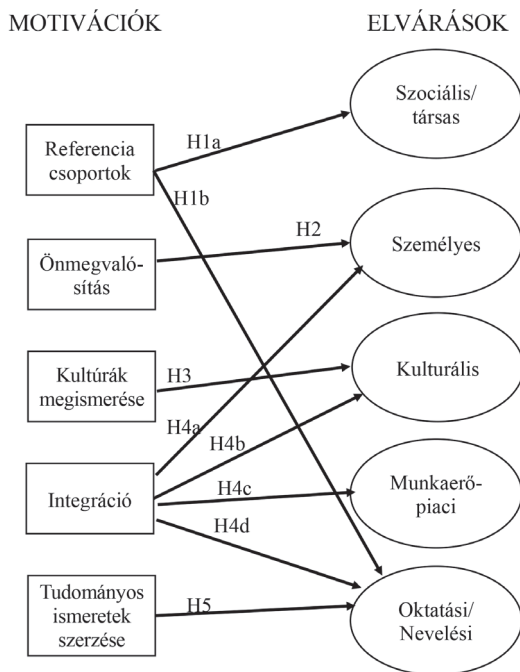 MOTIVÁCIÓK
ELVÁRÁSOK
Szociális/
társas
Referencia
csoportok
H1a
H1b
Önmegvaló-
sítás
H2
Személyes
Kultúrák
megismerése
H3
Kulturális
H4a
H4b
Integráció
H4c
Munkaerő-
piaci
H4d
Tudományos
ismeretek
szerzése
H5
Oktatási/
Nevelési